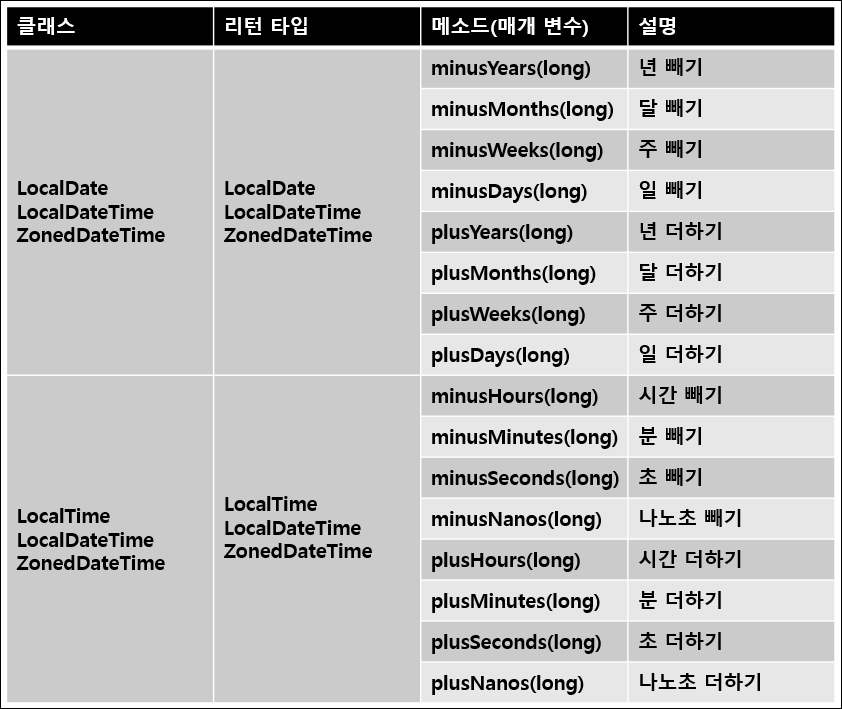 클래스
리턴 타입
메소드(매개 변수)
설명
LocalDate
LocalDateTime
ZonedDateTime
LocalDate
LocalDateTime
ZonedDateTime
minusYears(long)
년 빼기
minusMonths(long)
달 빼기
minusWeeks(long)
주 빼기
minusDays(long)
일 빼기
plusYears(long)
년 더하기
plusMonths(long)
달 더하기
plusWeeks(long)
주 더하기
plusDays(long)
일 더하기
LocalTime
LocalDateTime
ZonedDateTime
LocalTime
LocalDateTime
ZonedDateTime
minusHours(long)
시간 빼기
minusMinutes(long)
분 빼기
minusSeconds(long)
초 빼기
minusNanos(long)
나노초 빼기
plusHours(long)
시간 더하기
plusMinutes(long)
분 더하기
plusSeconds(long)
초 더하기
plusNanos(long)
나노초 더하기